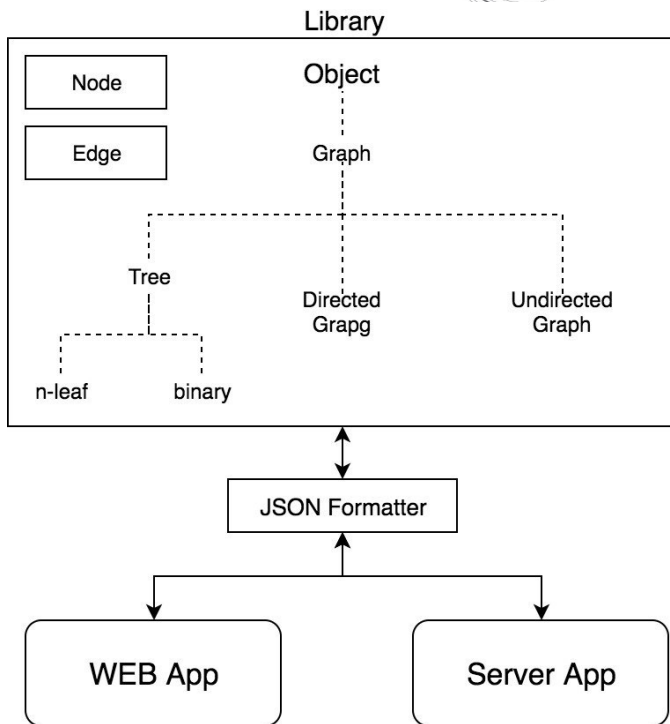 Library
Node
Object
Edge
Graph
Tree
Directed
Grapg
Undirected
Graph
n-leaf
binary
JSON Formatter
WEB App
Server App